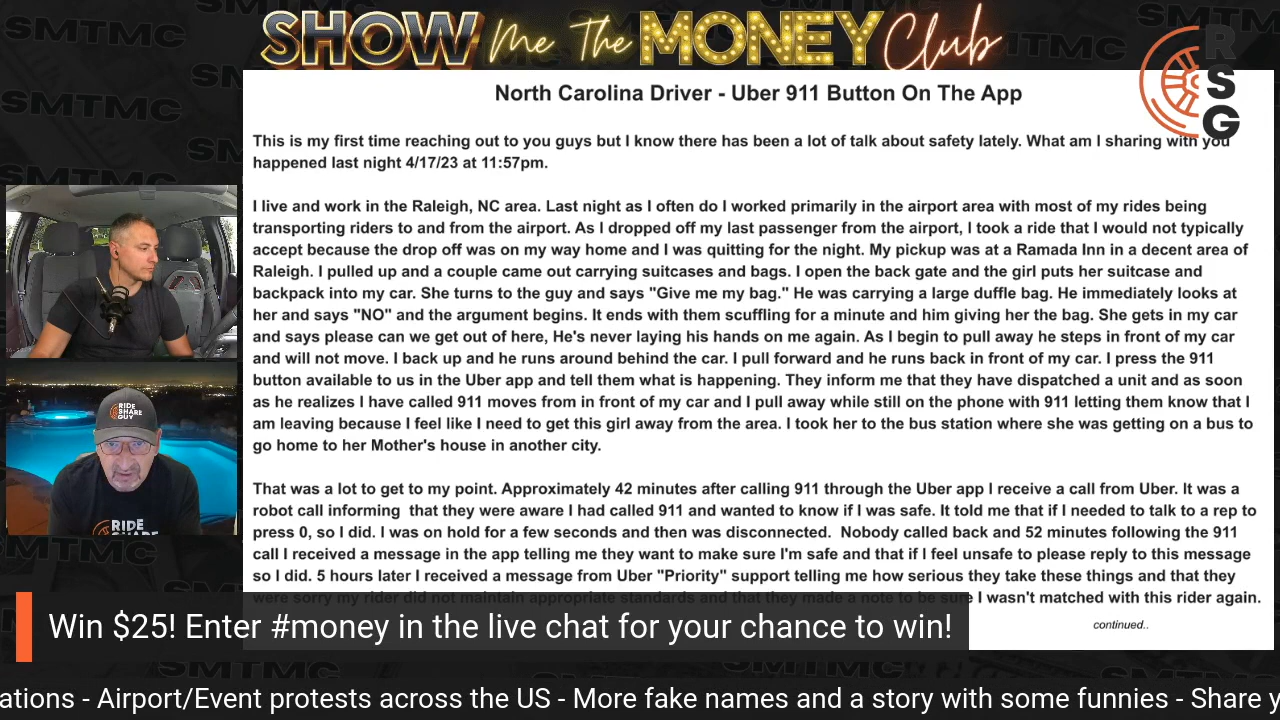 SHOW Me The MONEY Club
RSG
North Carolina Driver - Uber 911 Button On The App
This is my first time reaching out to you guys but I know there has been a lot of talk about safety lately. What am I sharing with you
happened last night 4/17/23 at 11:57pm.
I live and work in the Raleigh, NC area. Last night as I often do I worked primarily in the airport area with most of my rides being
transporting riders to and from the airport. As I dropped off my last passenger from the airport, I took a ride that I would not typically
accept because the drop off was on my way home and I was quitting for the night. My pickup was at a Ramada Inn in a decent area of
Raleigh. I pulled up and a couple came out carrying suitcases and bags. I open the back gate and the girl puts her suitcase and
backpack into my car. She turns to the guy and says "Give me my bag." He was carrying a large duffle bag. He immediately looks at
her and says "NO" and the argument begins. It ends with them scuffling for a minute and him giving her the bag. She gets in my car
and says please can we get out of here, He's never laying his hands on me again. As I begin to pull away he steps in front of my car
and will not move. I back up and he runs around behind the car. I pull forward and he runs back in front of my car. I press the 911
button available to us in the Uber app and tell them what is happening. They inform me that they have dispatched a unit and as soon
as he realizes I have called 911 moves from in front of my car and I pull away while still on the phone with 911 letting them know that I
am leaving because I feel like I need to get this girl away from the area. I took her to the bus station where she was getting on a bus to
go home to her Mother's house in another city.
That was a lot to get to my point. Approximately 42 minutes after calling 911 through the Uber app I receive a call from Uber. It was a
robot call informing that they were aware I had called 911 and wanted to know if I was safe. It told me that if I needed to talk to a rep to
press 0, so I did. I was on hold for a few seconds and then was disconnected. Nobody called back and 52 minutes following the 911
call I received a message in the app telling me they want to make sure I'm safe and that if I feel unsafe to please reply to this message
so I did. 5 hours later I received a message from Uber "Priority" support telling me how serious they take these things and that they
were sorry my rider did not maintain appropriate standards and that they made a note to be sure I wasn't matched with this rider again.
continued..
RIDE
SHARE
GUY
RIDE
Win $25! Enter #money in the live chat for your chance to win!
ations - Airport/Event protests across the US - More fake names and a story with some funnies - Share y
SMTMC